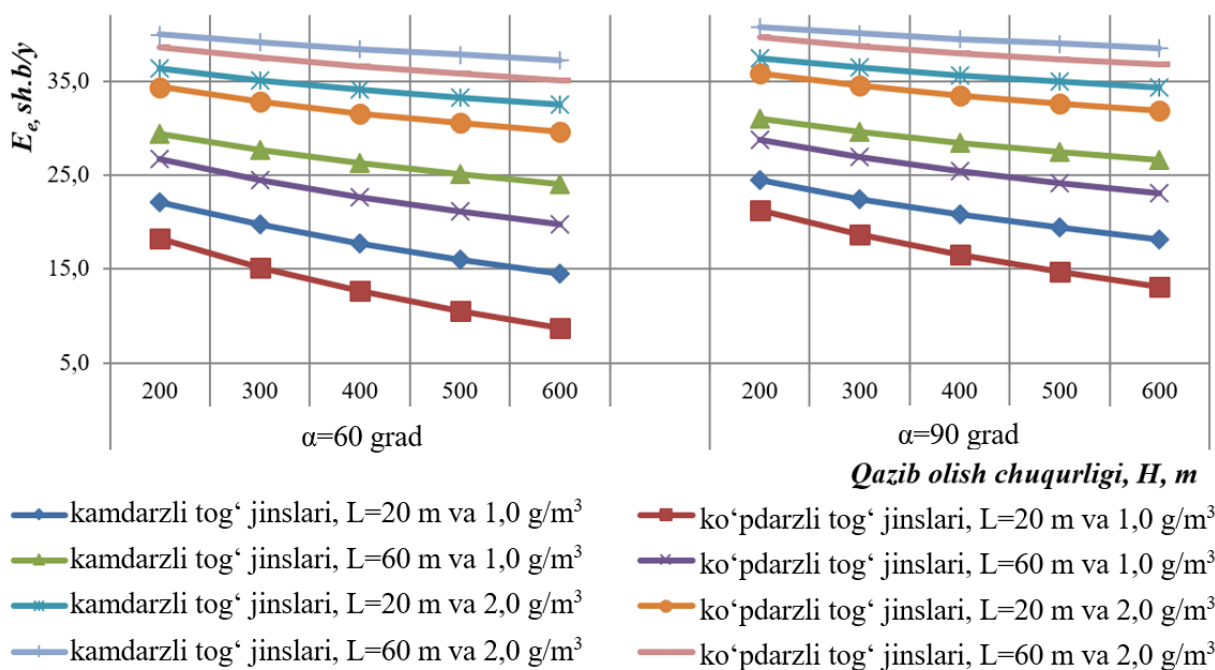 E_e, sh.b/y
35,0
25,0
15,0
5,0
200 300 400 500 600 200 300 400 500 600
α=60 grad α=90 grad
Qazib olish chuqurligi, H, m
kamdarzli tog‘ jinslari, L=20 m va 1,0 g/m³ ko‘pdarzli tog‘ jinslari, L=20 m va 1,0 g/m³
kamdarzli tog‘ jinslari, L=60 m va 1,0 g/m³ ko‘pdarzli tog‘ jinslari, L=60 m va 1,0 g/m³
kamdarzli tog‘ jinslari, L=20 m va 2,0 g/m³ ko‘pdarzli tog‘ jinslari, L=20 m va 2,0 g/m³
kamdarzli tog‘ jinslari, L=60 m va 2,0 g/m³ ko‘pdarzli tog‘ jinslari, L=60 m va 2,0 g/m³